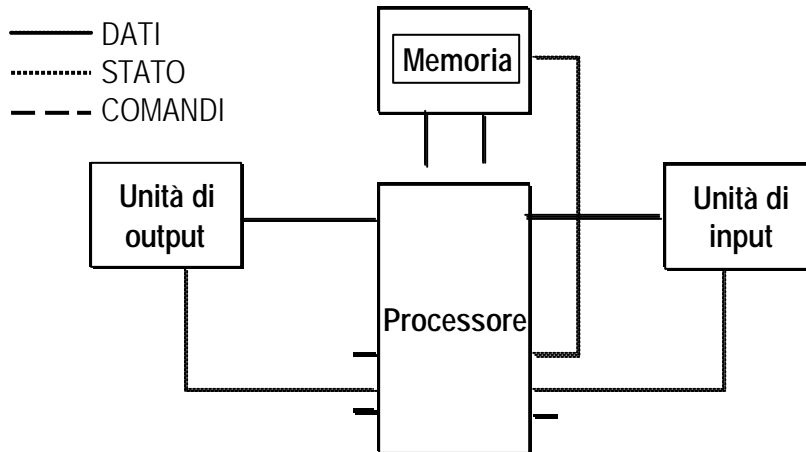 DATI
STATO
COMANDI
Memoria
Unità di
output
Processore
Unità di
input